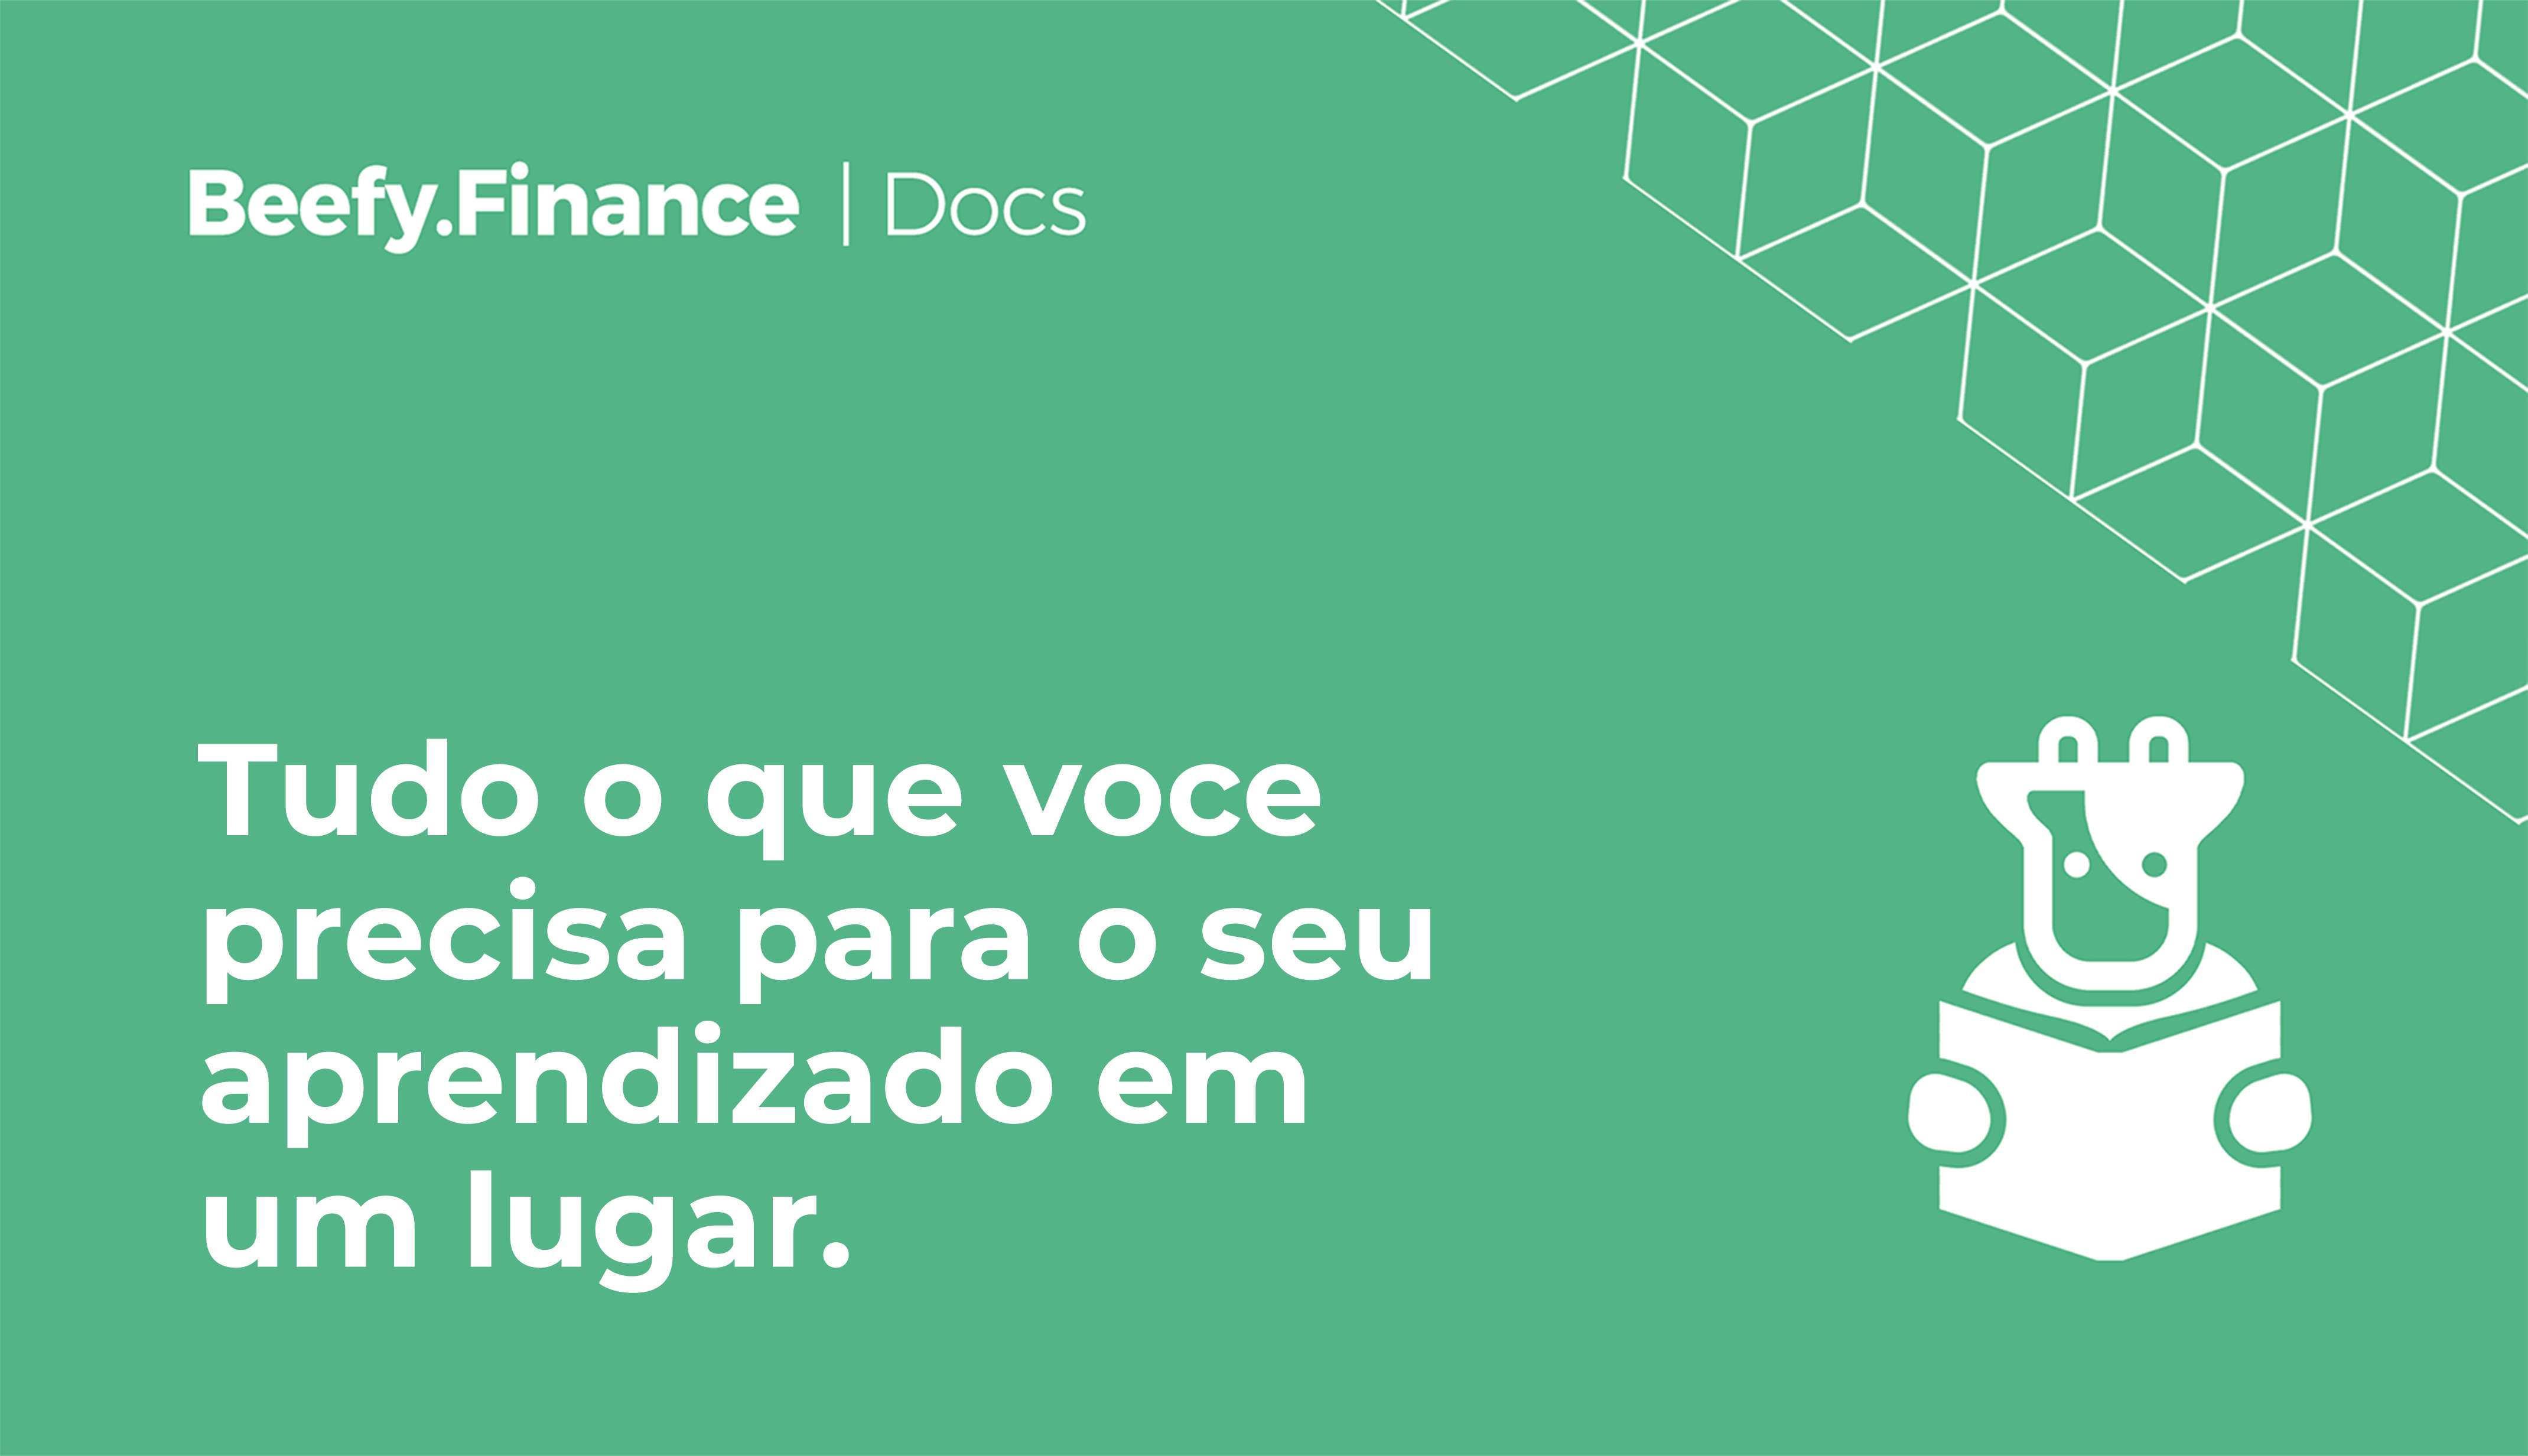 Beefy.Finance | Docs
Tudo o que voce
precisa para o seu
aprendizado em
um lugar.